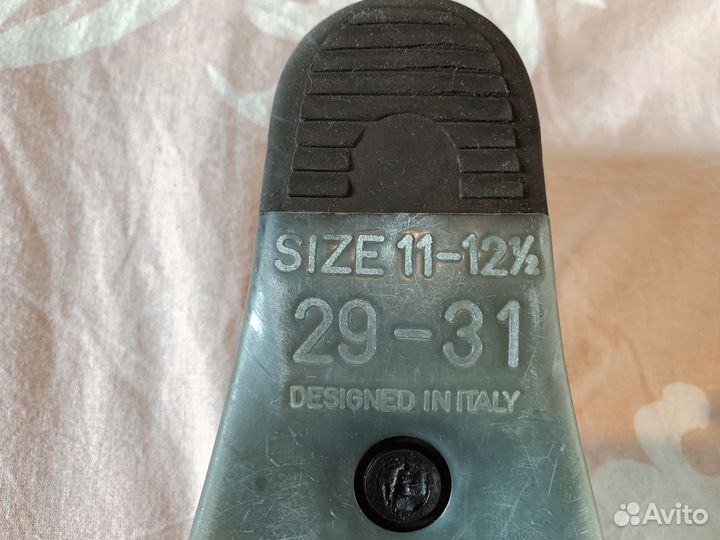 SIZE 11-12½
29-31
DESIGNED IN ITALY
Avito